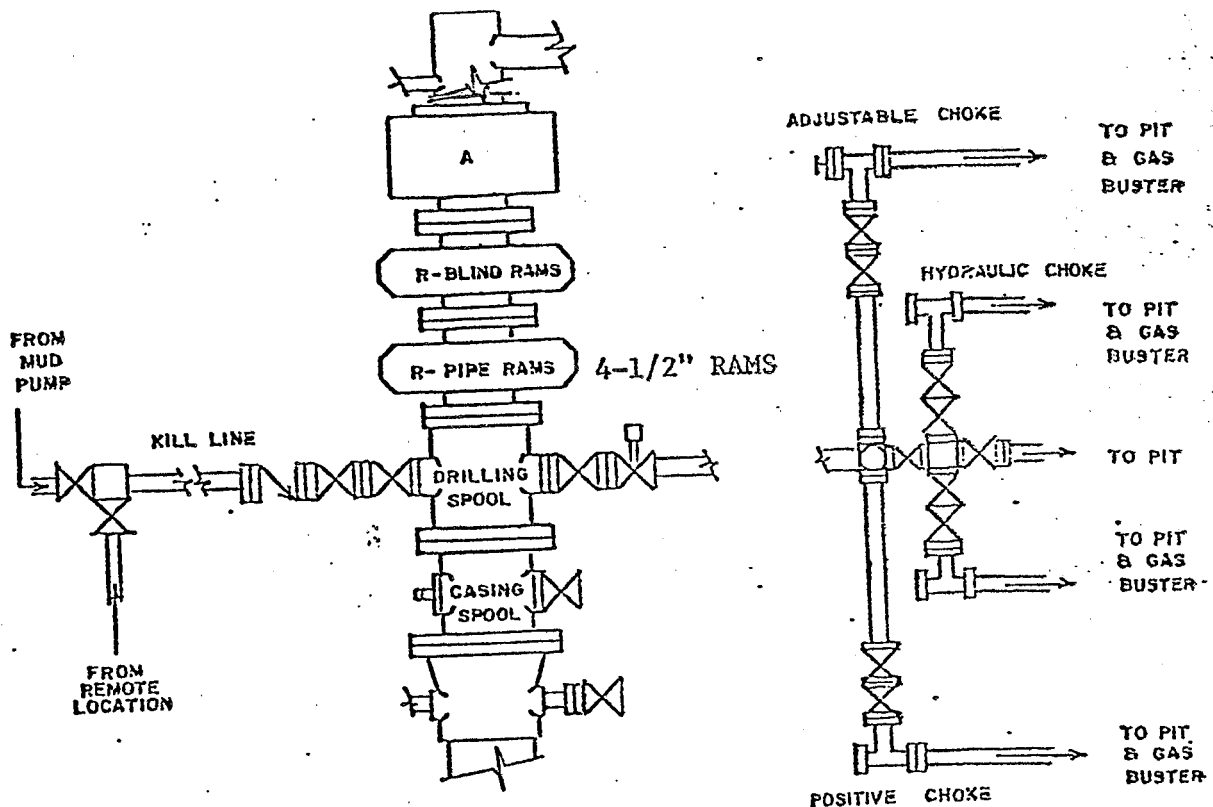 A
R-BLIND RAMS
R-PIPE RAMS
4-1/2" RAMS
FROM
MUD
PUMP
KILL LINE
DRILLING
SPOOL
CASING
SPOOL
FROM
REMOTE
LOCATION
ADJUSTABLE CHOKE
TO PIT
& GAS
BUSTER
HYDRAULIC CHOKE
TO PIT
& GAS
BUSTER
TO PIT
TO PIT
& GAS
BUSTER
TO PIT
& GAS
BUSTER
POSITIVE CHOKE